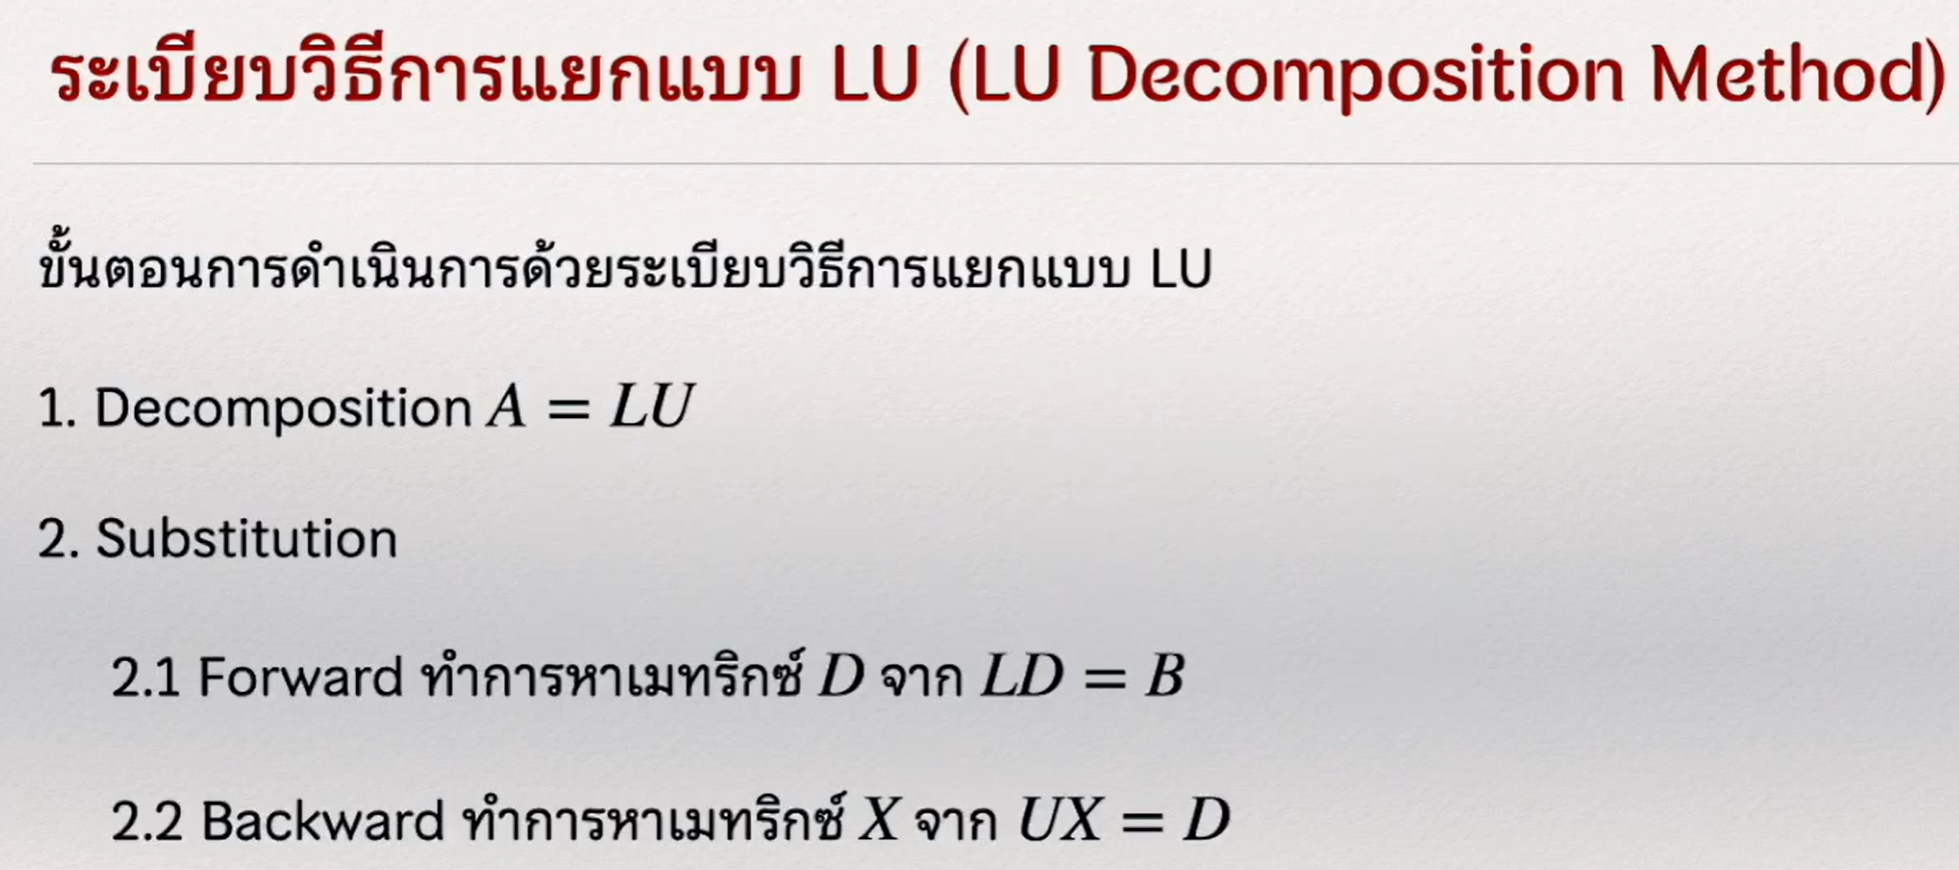 ระเบียบวิธีการแยกแบบ LU (LU Decomposition Method)
ขั้นตอนการดำเนินการด้วยระเบียบวิธีการแยกแบบ LU
1. Decomposition A = LU
2. Substitution
2.1 Forward ทำการหาเมทริกซ์ D จาก LD = B
2.2 Backward ทำการหาเมทริกซ์ X จาก UX = D